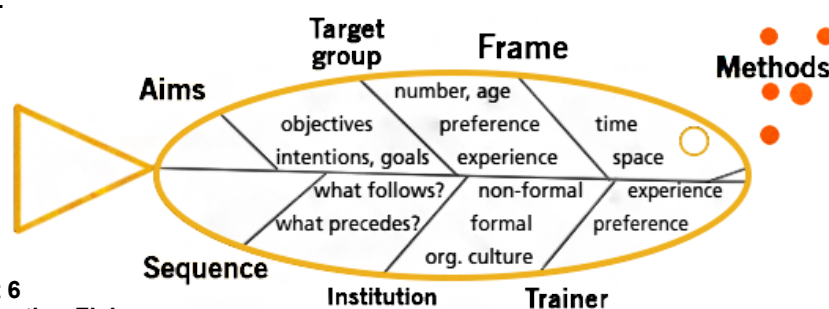 Target
group
Frame
Methods
Aims
number, age
objectives
preference
time
intentions, goals
experience
space
what follows?
non-formal
experience
what precedes?
formal
preference
org. culture
Sequence
Institution
Trainer
6